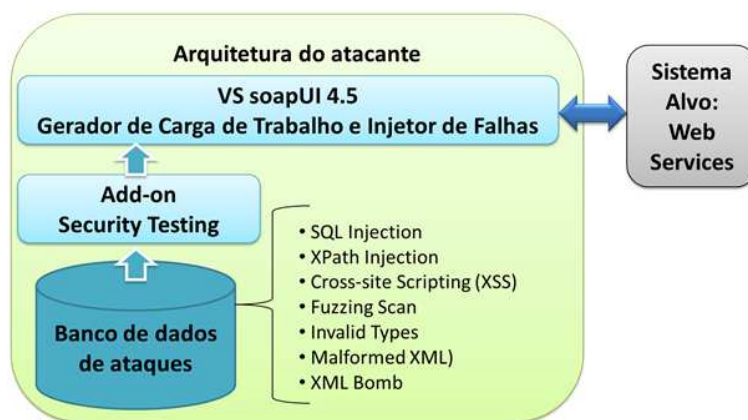 Arquitetura do atacante
VS soapUI 4.5
Gerador de Carga de Trabalho e Injetor de Falhas
Sistema
Alvo:
Web
Services
Add-on
Security Testing
Banco de dados
de ataques
• SQL Injection
• XPath Injection
• Cross-site Scripting (XSS)
• Fuzzing Scan
• Invalid Types
• Malformed XML)
• XML Bomb